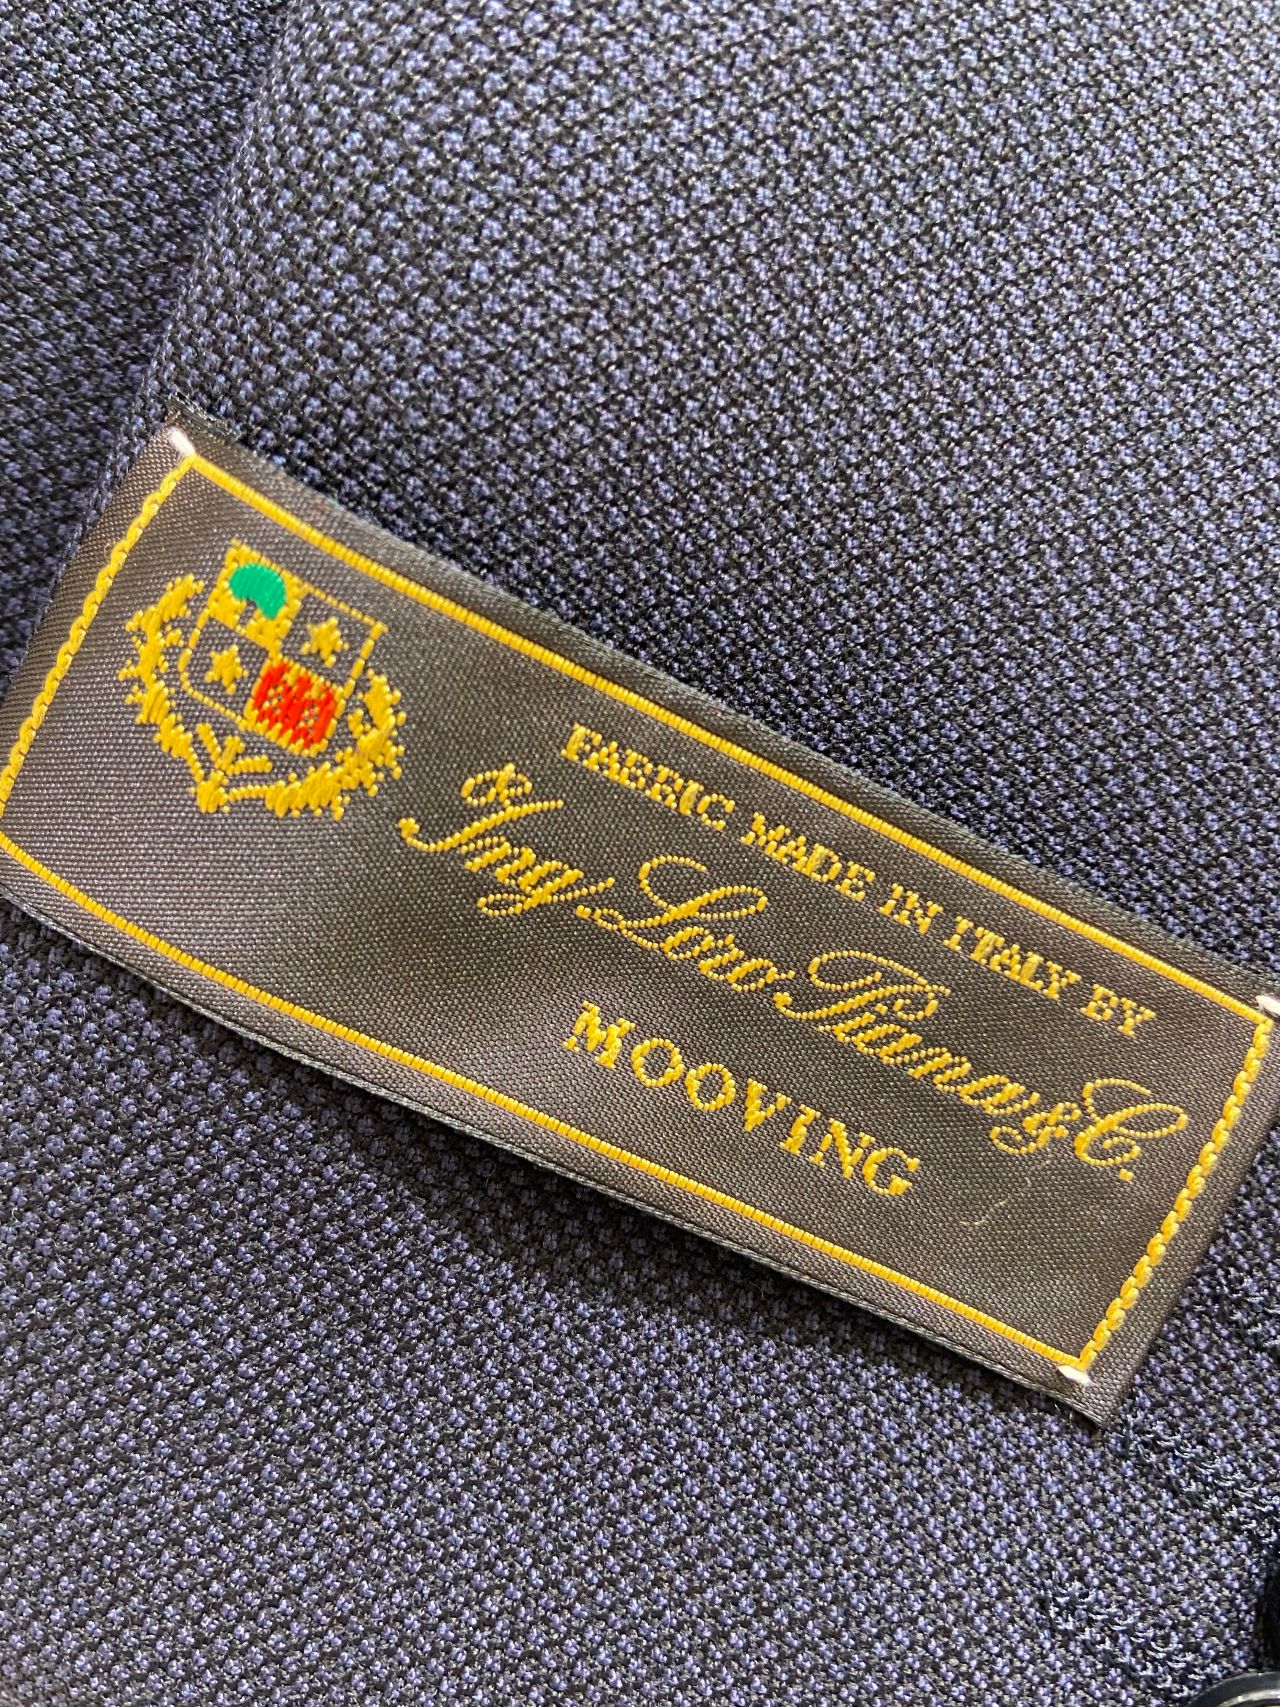 FABRIC MADE IN ITALY BY
Ing. Loro Piana & C.
MOOVING